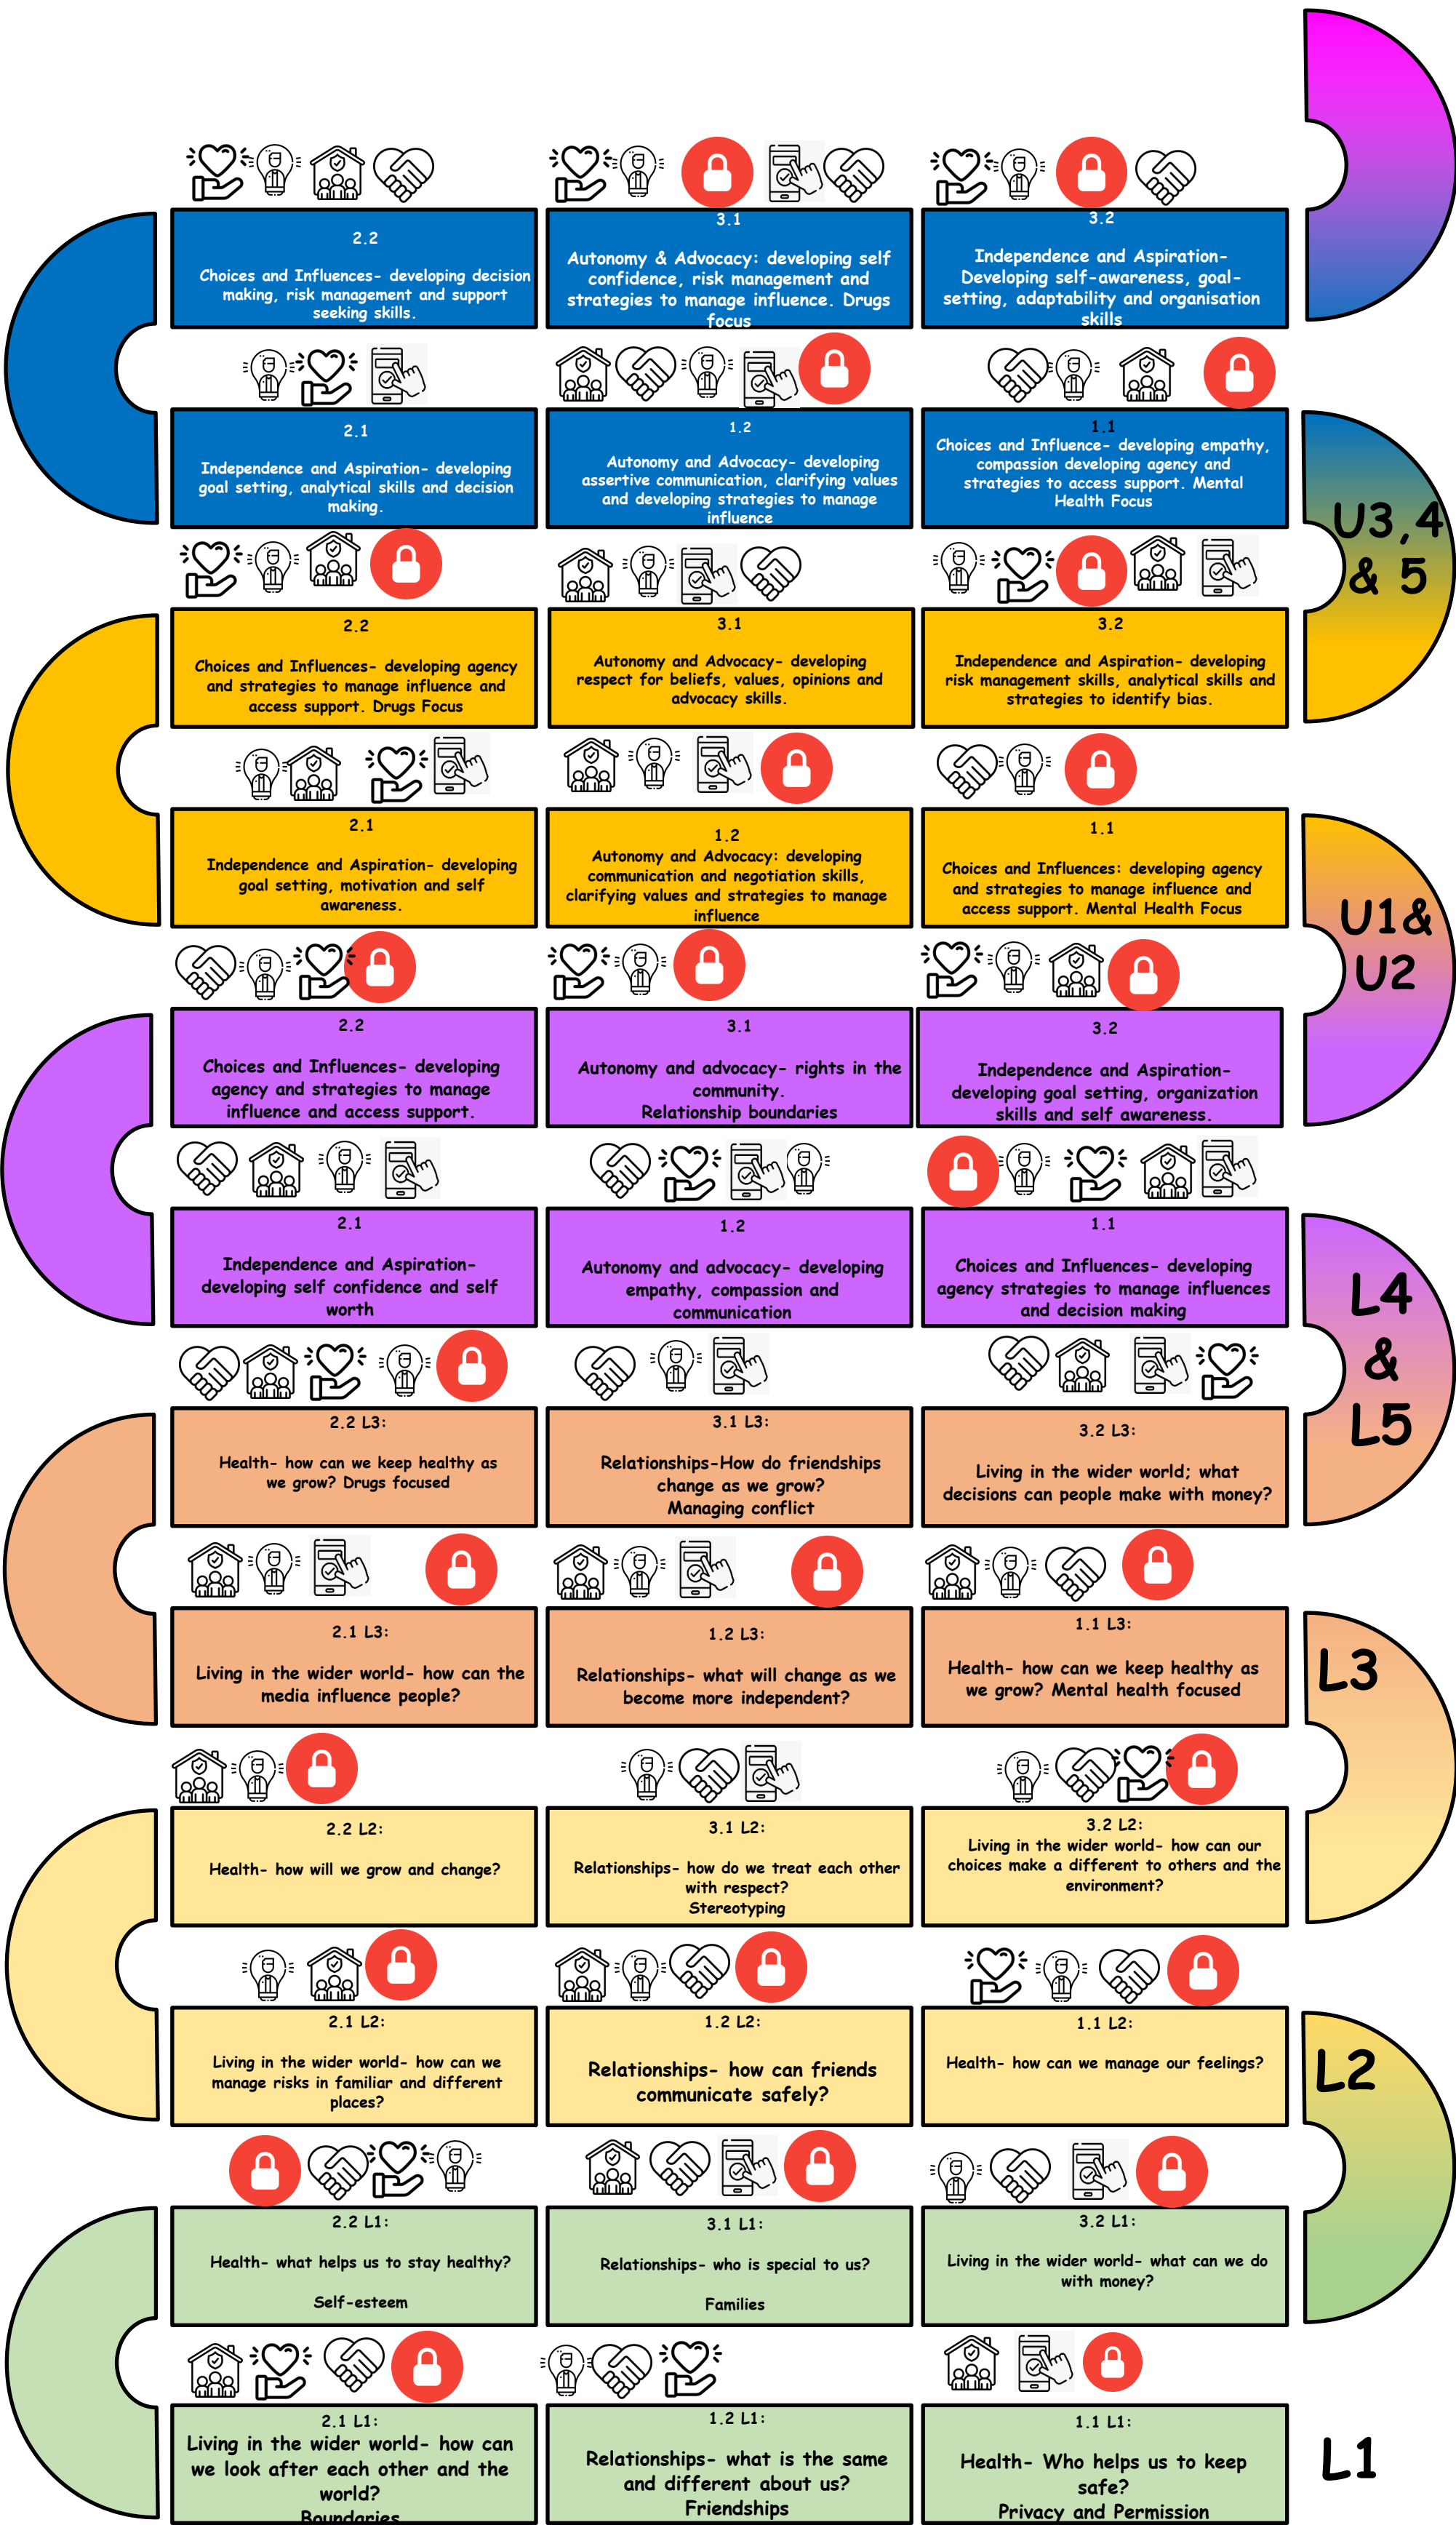 2.2
Choices and Influences- developing decision
making, risk management and support
seeking skills.
3.1
Autonomy & Advocacy: developing self
confidence, risk management and
strategies to manage influence. Drugs
focus
3.2
Independence and Aspiration-
Developing self-awareness, goal-
setting, adaptability and organisation
skills
2.1
Independence and Aspiration- developing
goal setting, analytical skills and decision
making.
1.2
Autonomy and Advocacy- developing
assertive communication, clarifying values
and developing strategies to manage
influence
1.1
Choices and Influence- developing empathy,
compassion developing agency and
strategies to access support. Mental
Health Focus
U3,4
& 5
2.2
Choices and Influences- developing agency
and strategies to manage influence and
access support. Drugs Focus
3.1
Autonomy and Advocacy- developing
respect for beliefs, values, opinions and
advocacy skills.
3.2
Independence and Aspiration- developing
risk management skills, analytical skills and
strategies to identify bias.
2.1
Independence and Aspiration- developing
goal setting, motivation and self
awareness.
1.2
Autonomy and Advocacy: developing
communication and negotiation skills,
clarifying values and strategies to manage
influence
1.1
Choices and Influences: developing agency
and strategies to manage influence and
access support. Mental Health Focus
U1&
U2
2.2
Choices and Influences- developing
agency and strategies to manage
influence and access support.
3.1
Autonomy and advocacy- rights in the
community.
Relationship boundaries
3.2
Independence and Aspiration-
developing goal setting, organization
skills and self awareness.
2.1
Independence and Aspiration-
developing self confidence and self
worth
1.2
Autonomy and advocacy- developing
empathy, compassion and
communication
1.1
Choices and Influences- developing
agency strategies to manage influences
and decision making
L4
&
L5
2.2 L3:
Health- how can we keep healthy as
we grow? Drugs focused
3.1 L3:
Relationships-How do friendships
change as we grow?
Managing conflict
3.2 L3:
Living in the wider world; what
decisions can people make with money?
2.1 L3:
Living in the wider world- how can the
media influence people?
1.2 L3:
Relationships- what will change as we
become more independent?
1.1 L3:
Health- how can we keep healthy as
we grow? Mental health focused
L3
2.2 L2:
Health- how will we grow and change?
3.1 L2:
Relationships- how do we treat each other
with respect?
Stereotyping
3.2 L2:
Living in the wider world- how can our
choices make a different to others and the
environment?
2.1 L2:
Living in the wider world- how can we
manage risks in familiar and different
places?
1.2 L2:
Relationships- how can friends
communicate safely?
1.1 L2:
Health- how can we manage our feelings?
L2
2.2 L1:
Health- what helps us to stay healthy?
Self-esteem
3.1 L1:
Relationships- who is special to us?
Families
3.2 L1:
Living in the wider world- what can we do
with money?
2.1 L1:
Living in the wider world- how can
we look after each other and the
world?
Boundaries
1.2 L1:
Relationships- what is the same
and different about us?
Friendships
1.1 L1:
Health- Who helps us to keep
safe?
Privacy and Permission
L1